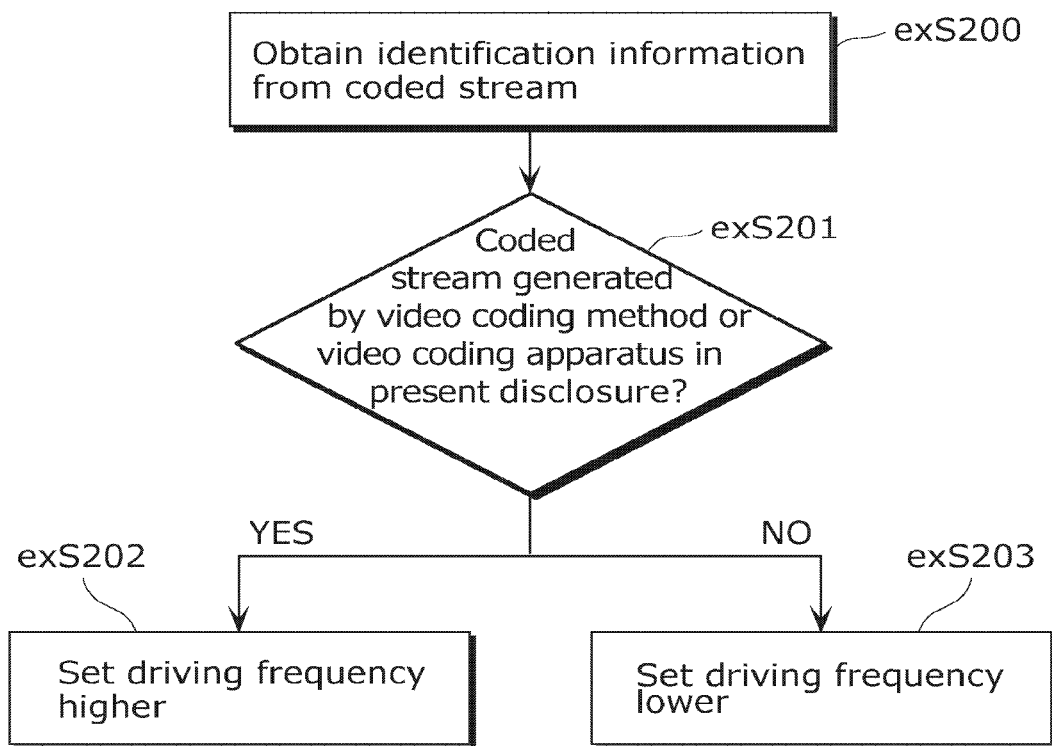 exS200
Obtain identification information
from coded stream
exS201
Coded
stream generated
by video coding method or
video coding apparatus in
present disclosure?
YES
NO
exS202
exS203
Set driving frequency
higher
Set driving frequency
lower